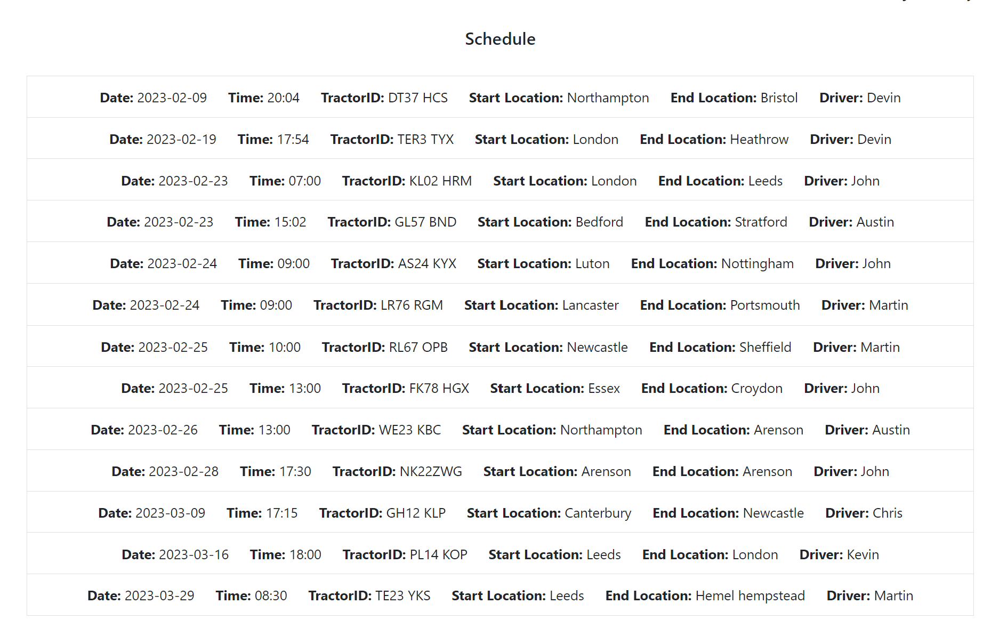 Schedule
Date: 2023-02-09 Time: 20:04 TractorID: DT37 HCS Start Location: Northampton End Location: Bristol Driver: Devin
Date: 2023-02-19 Time: 17:54 TractorID: TER3 TYX Start Location: London End Location: Heathrow Driver: Devin
Date: 2023-02-23 Time: 07:00 TractorID: KL02 HRM Start Location: London End Location: Leeds Driver: John
Date: 2023-02-23 Time: 15:02 TractorID: GL57 BND Start Location: Bedford End Location: Stratford Driver: Austin
Date: 2023-02-24 Time: 09:00 TractorID: AS24 KYX Start Location: Luton End Location: Nottingham Driver: John
Date: 2023-02-24 Time: 09:00 TractorID: LR76 RGM Start Location: Lancaster End Location: Portsmouth Driver: Martin
Date: 2023-02-25 Time: 10:00 TractorID: RL67 OPB Start Location: Newcastle End Location: Sheffield Driver: Martin
Date: 2023-02-25 Time: 13:00 TractorID: FK78 HGX Start Location: Essex End Location: Croydon Driver: John
Date: 2023-02-26 Time: 13:00 TractorID: WE23 KBC Start Location: Northampton End Location: Arenson Driver: Austin
Date: 2023-02-28 Time: 17:30 TractorID: NK22ZWG Start Location: Arenson End Location: Arenson Driver: John
Date: 2023-03-09 Time: 17:15 TractorID: GH12 KLP Start Location: Canterbury End Location: Newcastle Driver: Chris
Date: 2023-03-16 Time: 18:00 TractorID: PL14 KOP Start Location: Leeds End Location: London Driver: Kevin
Date: 2023-03-29 Time: 08:30 TractorID: TE23 YKS Start Location: Leeds End Location: Hemel hempstead Driver: Martin